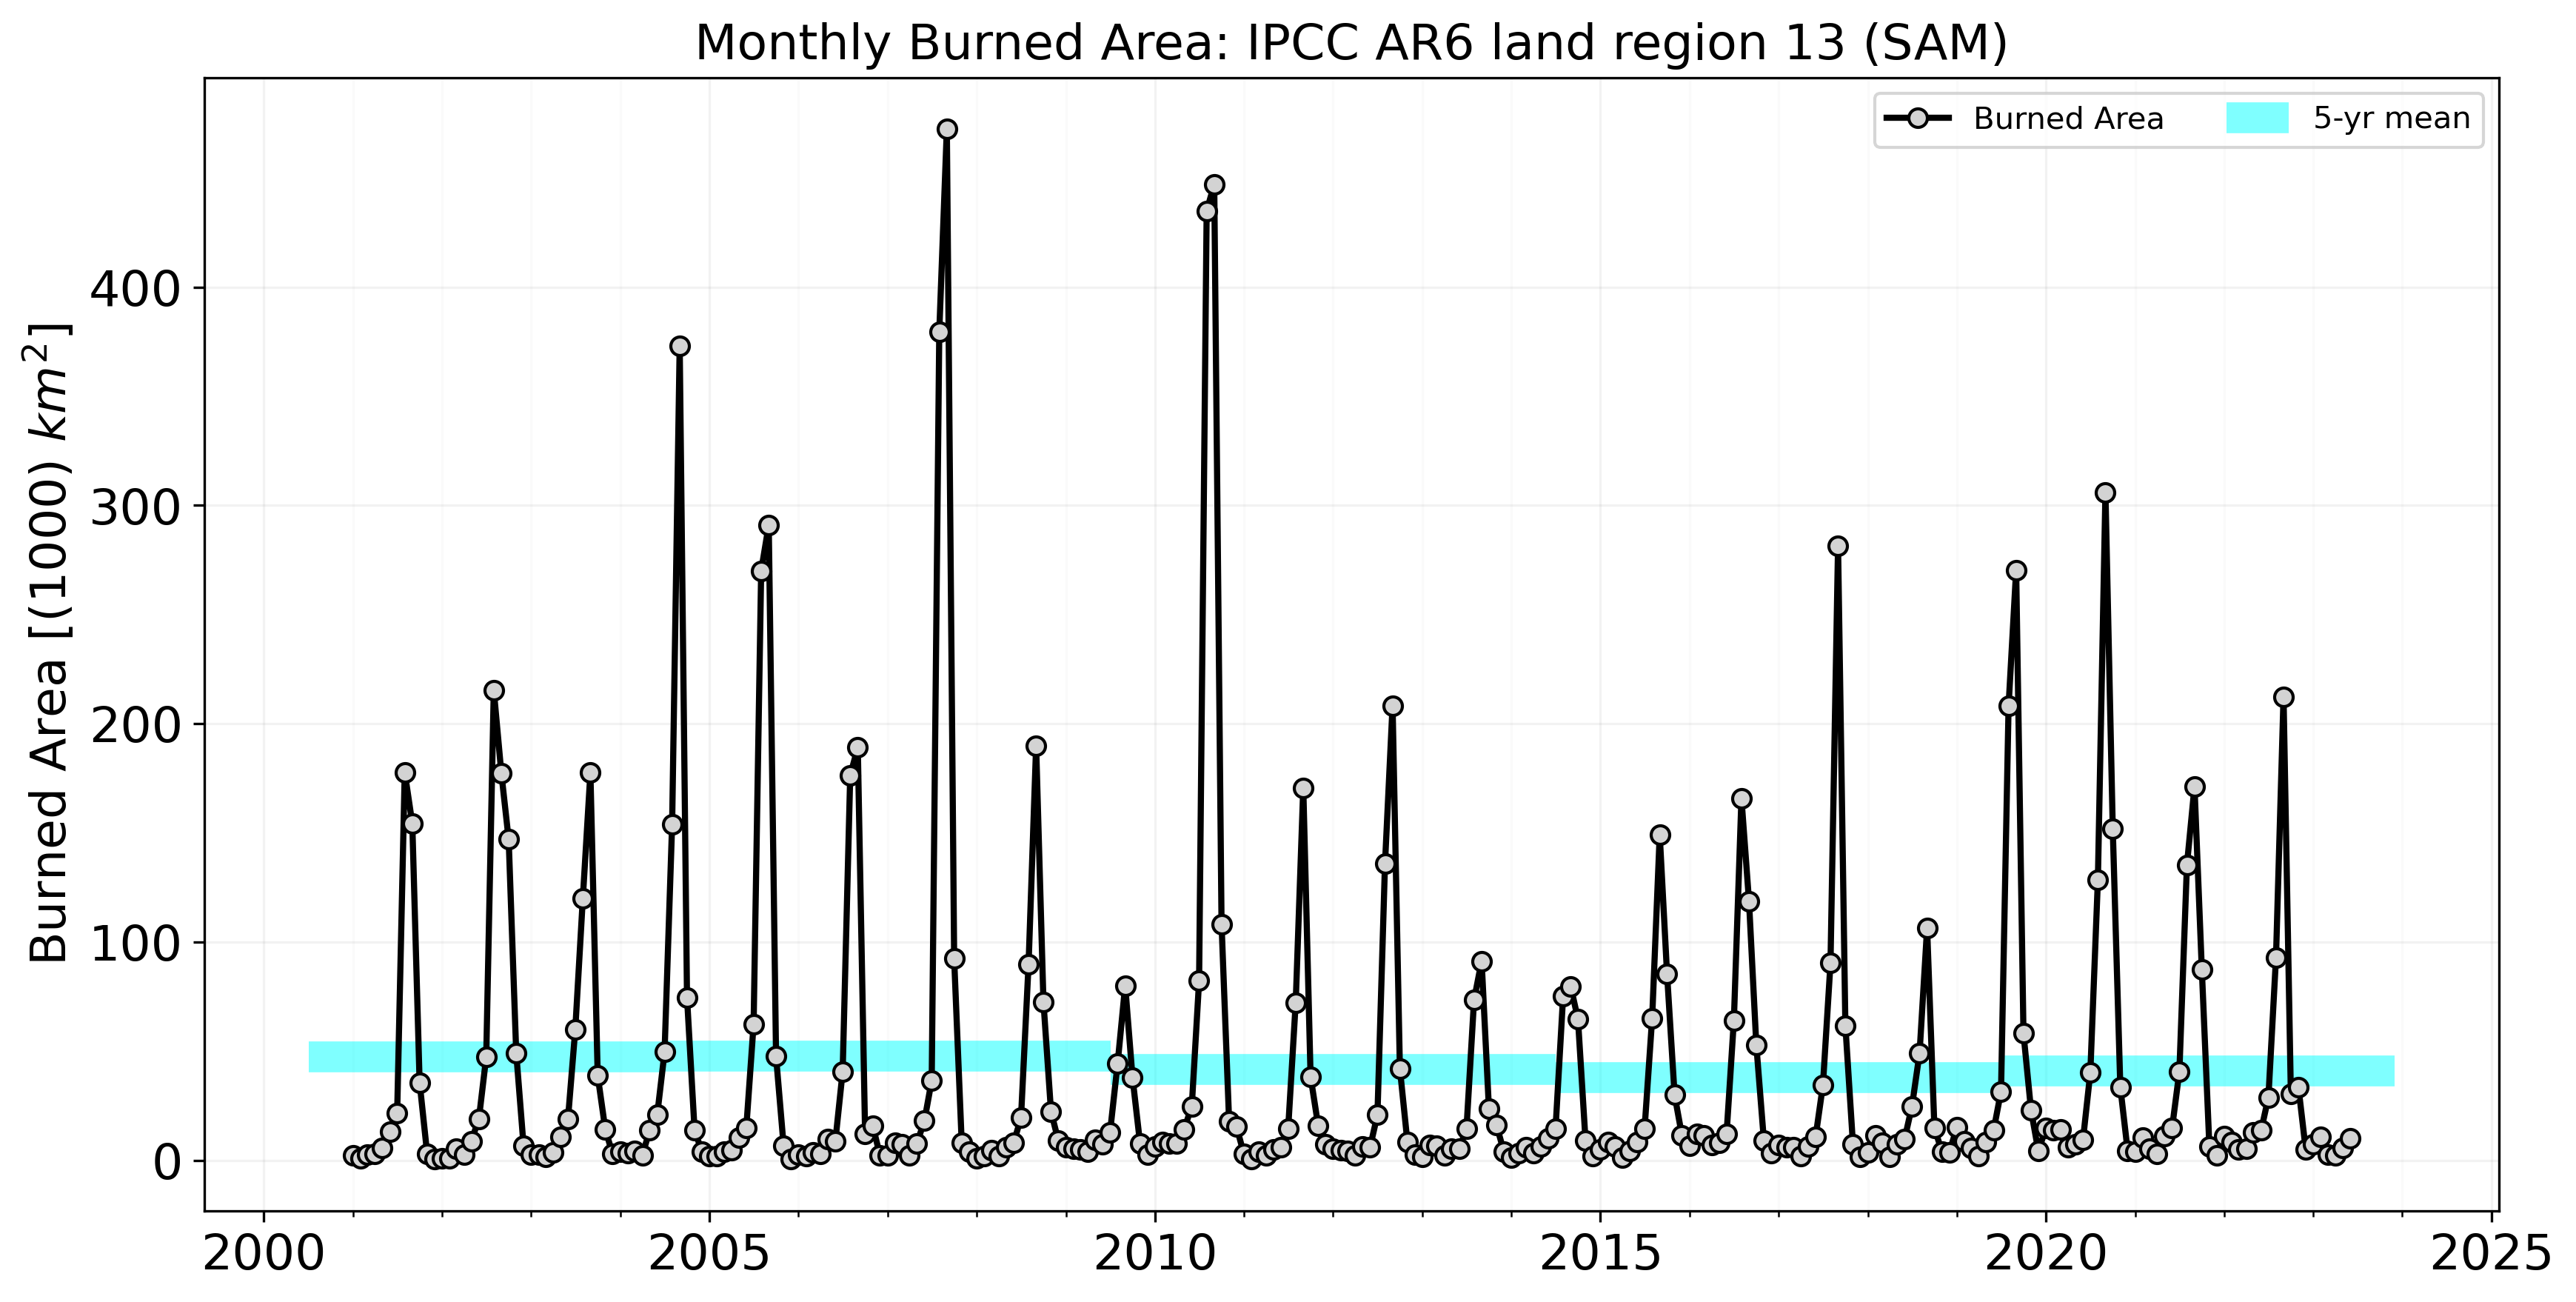 Monthly Burned Area: IPCC AR6 land region 13 (SAM)
Burned Area
5-yr mean
Burned Area [(1000) km²]
400
300
200
100
0
2000
2005
2010
2015
2020
2025